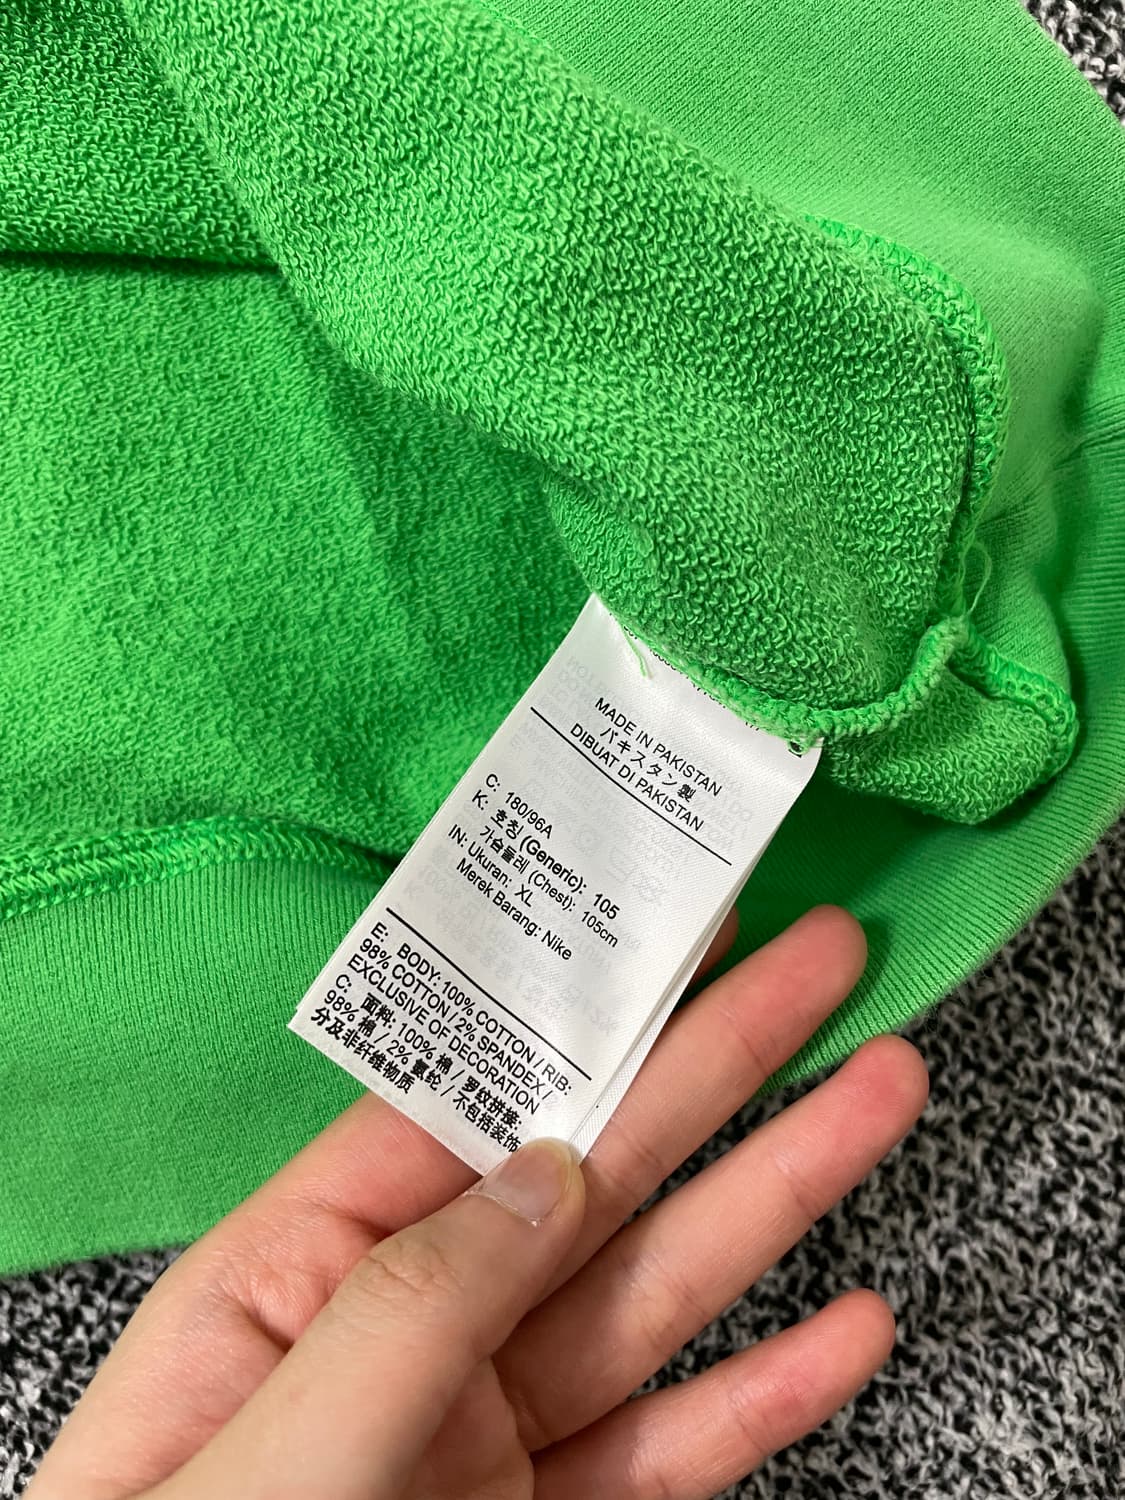 MADE IN PAKISTAN
パキスタン製
DIBUAT DI PAKISTAN
C: 180/96A
K: 호칭 (Generic): 105
가슴둘레 (Chest): 105cm
IN: Ukuran: XL
Merek Barang: Nike
E: BODY: 100% COTTON / RIB:
98% COTTON / 2% SPANDEX /
EXCLUSIVE OF DECORATION
C: 面料: 100% 棉 / 罗纹拼接:
98% 棉 / 2% 氨纶 / 不包括装饰
分及非纤维物质